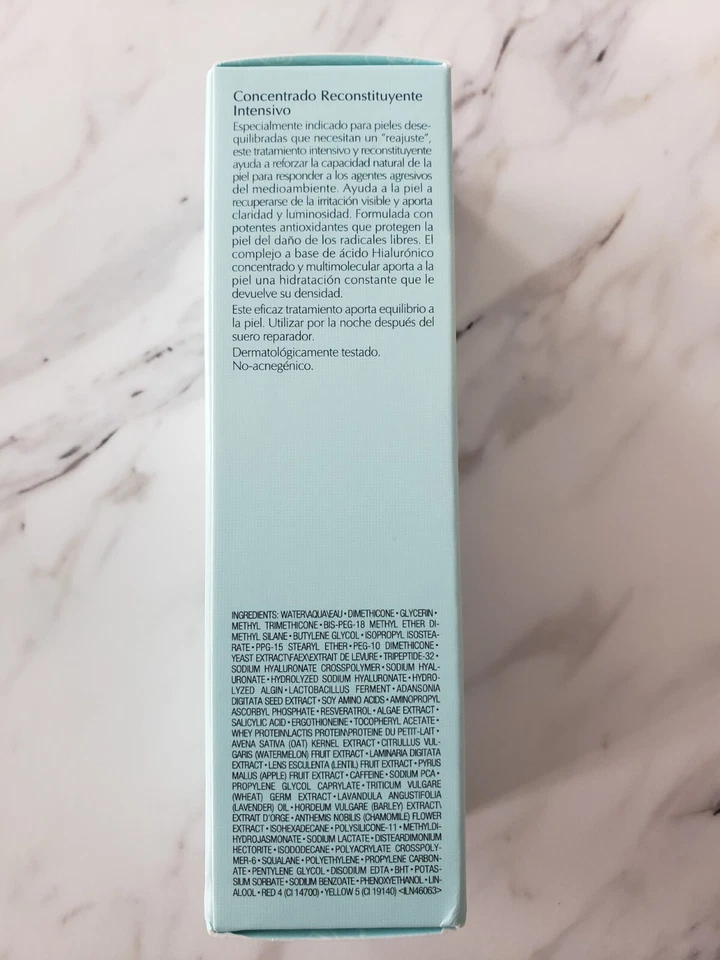 Concentrado Reconstituyente
Intensivo
Especialmente indicado para pieles dese-
quilibradas que necesitan un "reajuste",
este tratamiento intensivo y reconstituyente
ayuda a reforzar la capacidad natural de la
piel para responder a los agentes agresivos
del medioambiente. Ayuda a la piel a
recuperarse de la irritación visible y aporta
claridad y luminosidad. Formulada con
potentes antioxidantes que protegen la
piel del daño de los radicales libres. El
complejo a base de ácido Hialurónico
concentrado y multimolecular aporta a la
piel una hidratación constante que le
devuelve su densidad.
Este eficaz tratamiento aporta equilibrio a
la piel. Utilizar por la noche después del
suero reparador.
Dermatológicamente testado.
No-acnegénico.
INGREDIENTS: WATER\AQUA\EAU • DIMETHICONE • GLYCERIN •
METHYL TRIMETHICONE • BIS-PEG-18 METHYL ETHER DI-
METHYL SILANE • BUTYLENE GLYCOL • ISOPROPYL ISOSTEA-
RATE • PPG-15 STEARYL ETHER • PEG-10 DIMETHICONE •
YEAST EXTRACT\FAEX\EXTRAIT DE LEVURE • TRIPEPTIDE-32 •
SODIUM HYALURONATE CROSSPOLYMER • SODIUM HYAL-
URONATE • HYDROLYZED SODIUM HYALURONATE • HYDRO-
LYZED ALGIN • LACTOBACILLUS FERMENT • ADANSONIA
DIGITATA SEED EXTRACT • SOY AMINO ACIDS • AMINOPROPYL
ASCORBYL PHOSPHATE • RESVERATROL • ALGAE EXTRACT •
SALICYLIC ACID • ERGOTHIONEINE • TOCOPHERYL ACETATE •
WHEY PROTEIN\LACTIS PROTEIN\PROTÉINE DU PETIT-LAIT •
AVENA SATIVA (OAT) KERNEL EXTRACT • CITRULLUS VUL-
GARIS (WATERMELON) FRUIT EXTRACT • LAMINARIA DIGITATA
EXTRACT • LENS ESCULENTA (LENTIL) FRUIT EXTRACT • PYRUS
MALUS (APPLE) FRUIT EXTRACT • CAFFEINE • SODIUM PCA •
PROPYLENE GLYCOL CAPRYLATE • TRITICUM VULGARE
(WHEAT) GERM EXTRACT • LAVANDULA ANGUSTIFOLIA
(LAVENDER) OIL • HORDEUM VULGARE (BARLEY) EXTRACT\
EXTRAIT D'ORGE • ANTHEMIS NOBILIS (CHAMOMILE) FLOWER
EXTRACT • ISOHEXADECANE • POLYSILICONE-11 • METHYLDI-
HYDROJASMONATE • SODIUM LACTATE • DISTEARDIMONIUM
HECTORITE • ISODODECANE • POLYACRYLATE CROSSPOLY-
MER-6 • SQUALANE • POLYETHYLENE • PROPYLENE CARBON-
ATE • PENTYLENE GLYCOL • DISODIUM EDTA • BHT • POTAS-
SIUM SORBATE • SODIUM BENZOATE • PHENOXYETHANOL • LIN-
ALOOL • RED 4 (CI 14700) • YELLOW 5 (CI 19140) <ILN46063>